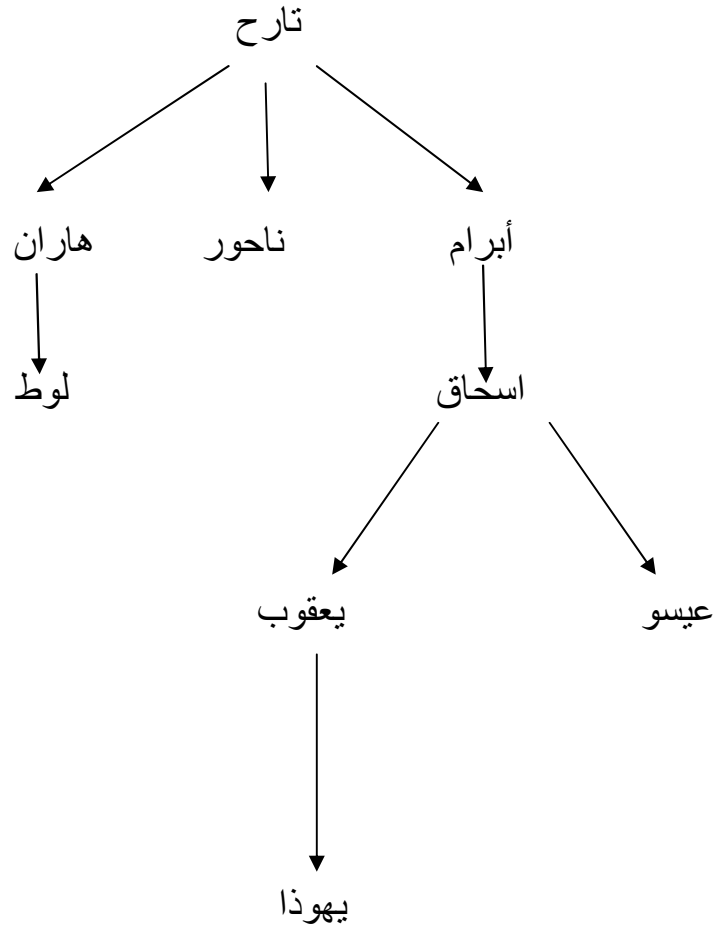 تارح
أبرام ناحور هاران
اسحاق لوط
عيسو يعقوب
يهوذا